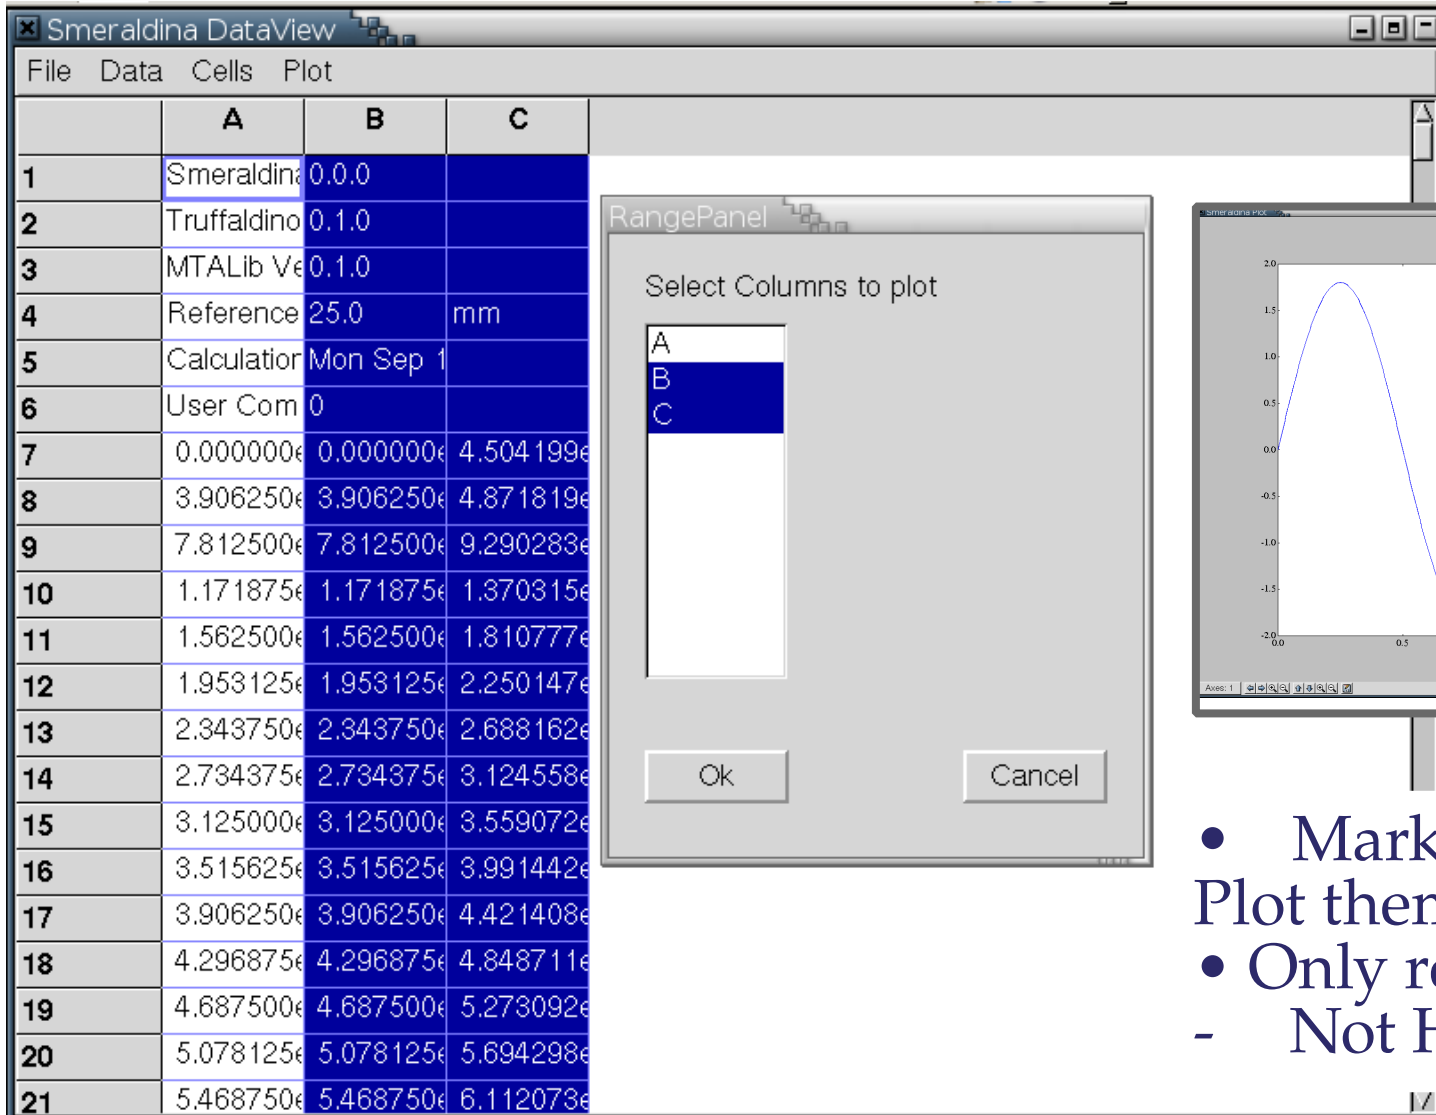 Smeraldina DataView
File Data Cells Plot
A B C
1 Smeraldina 0.0.0
2 Truffaldino 0.1.0
3 MTALib Ve 0.1.0
4 Reference 25.0 mm
5 Calculation Mon Sep 1
6 User Com 0
7 0.000000e 0.000000e 4.504199e
8 3.906250e 3.906250e 4.871819e
9 7.812500e 7.812500e 9.290283e
10 1.171875e 1.171875e 1.370315e
11 1.562500e 1.562500e 1.810777e
12 1.953125e 1.953125e 2.250147e
13 2.343750e 2.343750e 2.688162e
14 2.734375e 2.734375e 3.124558e
15 3.125000e 3.125000e 3.559072e
16 3.515625e 3.515625e 3.991442e
17 3.906250e 3.906250e 4.421408e
18 4.296875e 4.296875e 4.848711e
19 4.687500e 4.687500e 5.273092e
20 5.078125e 5.078125e 5.694298e
21 5.468750e 5.468750e 6.112073e
RangePanel
Select Columns to plot
A
B
C
Ok Cancel
Smeraldina Plot
2.0
1.5
1.0
0.5
0.0
-0.5
-1.0
-1.5
-2.0
0.0 0.5
Axes: 1
• Mark
Plot then
• Only re
- Not H